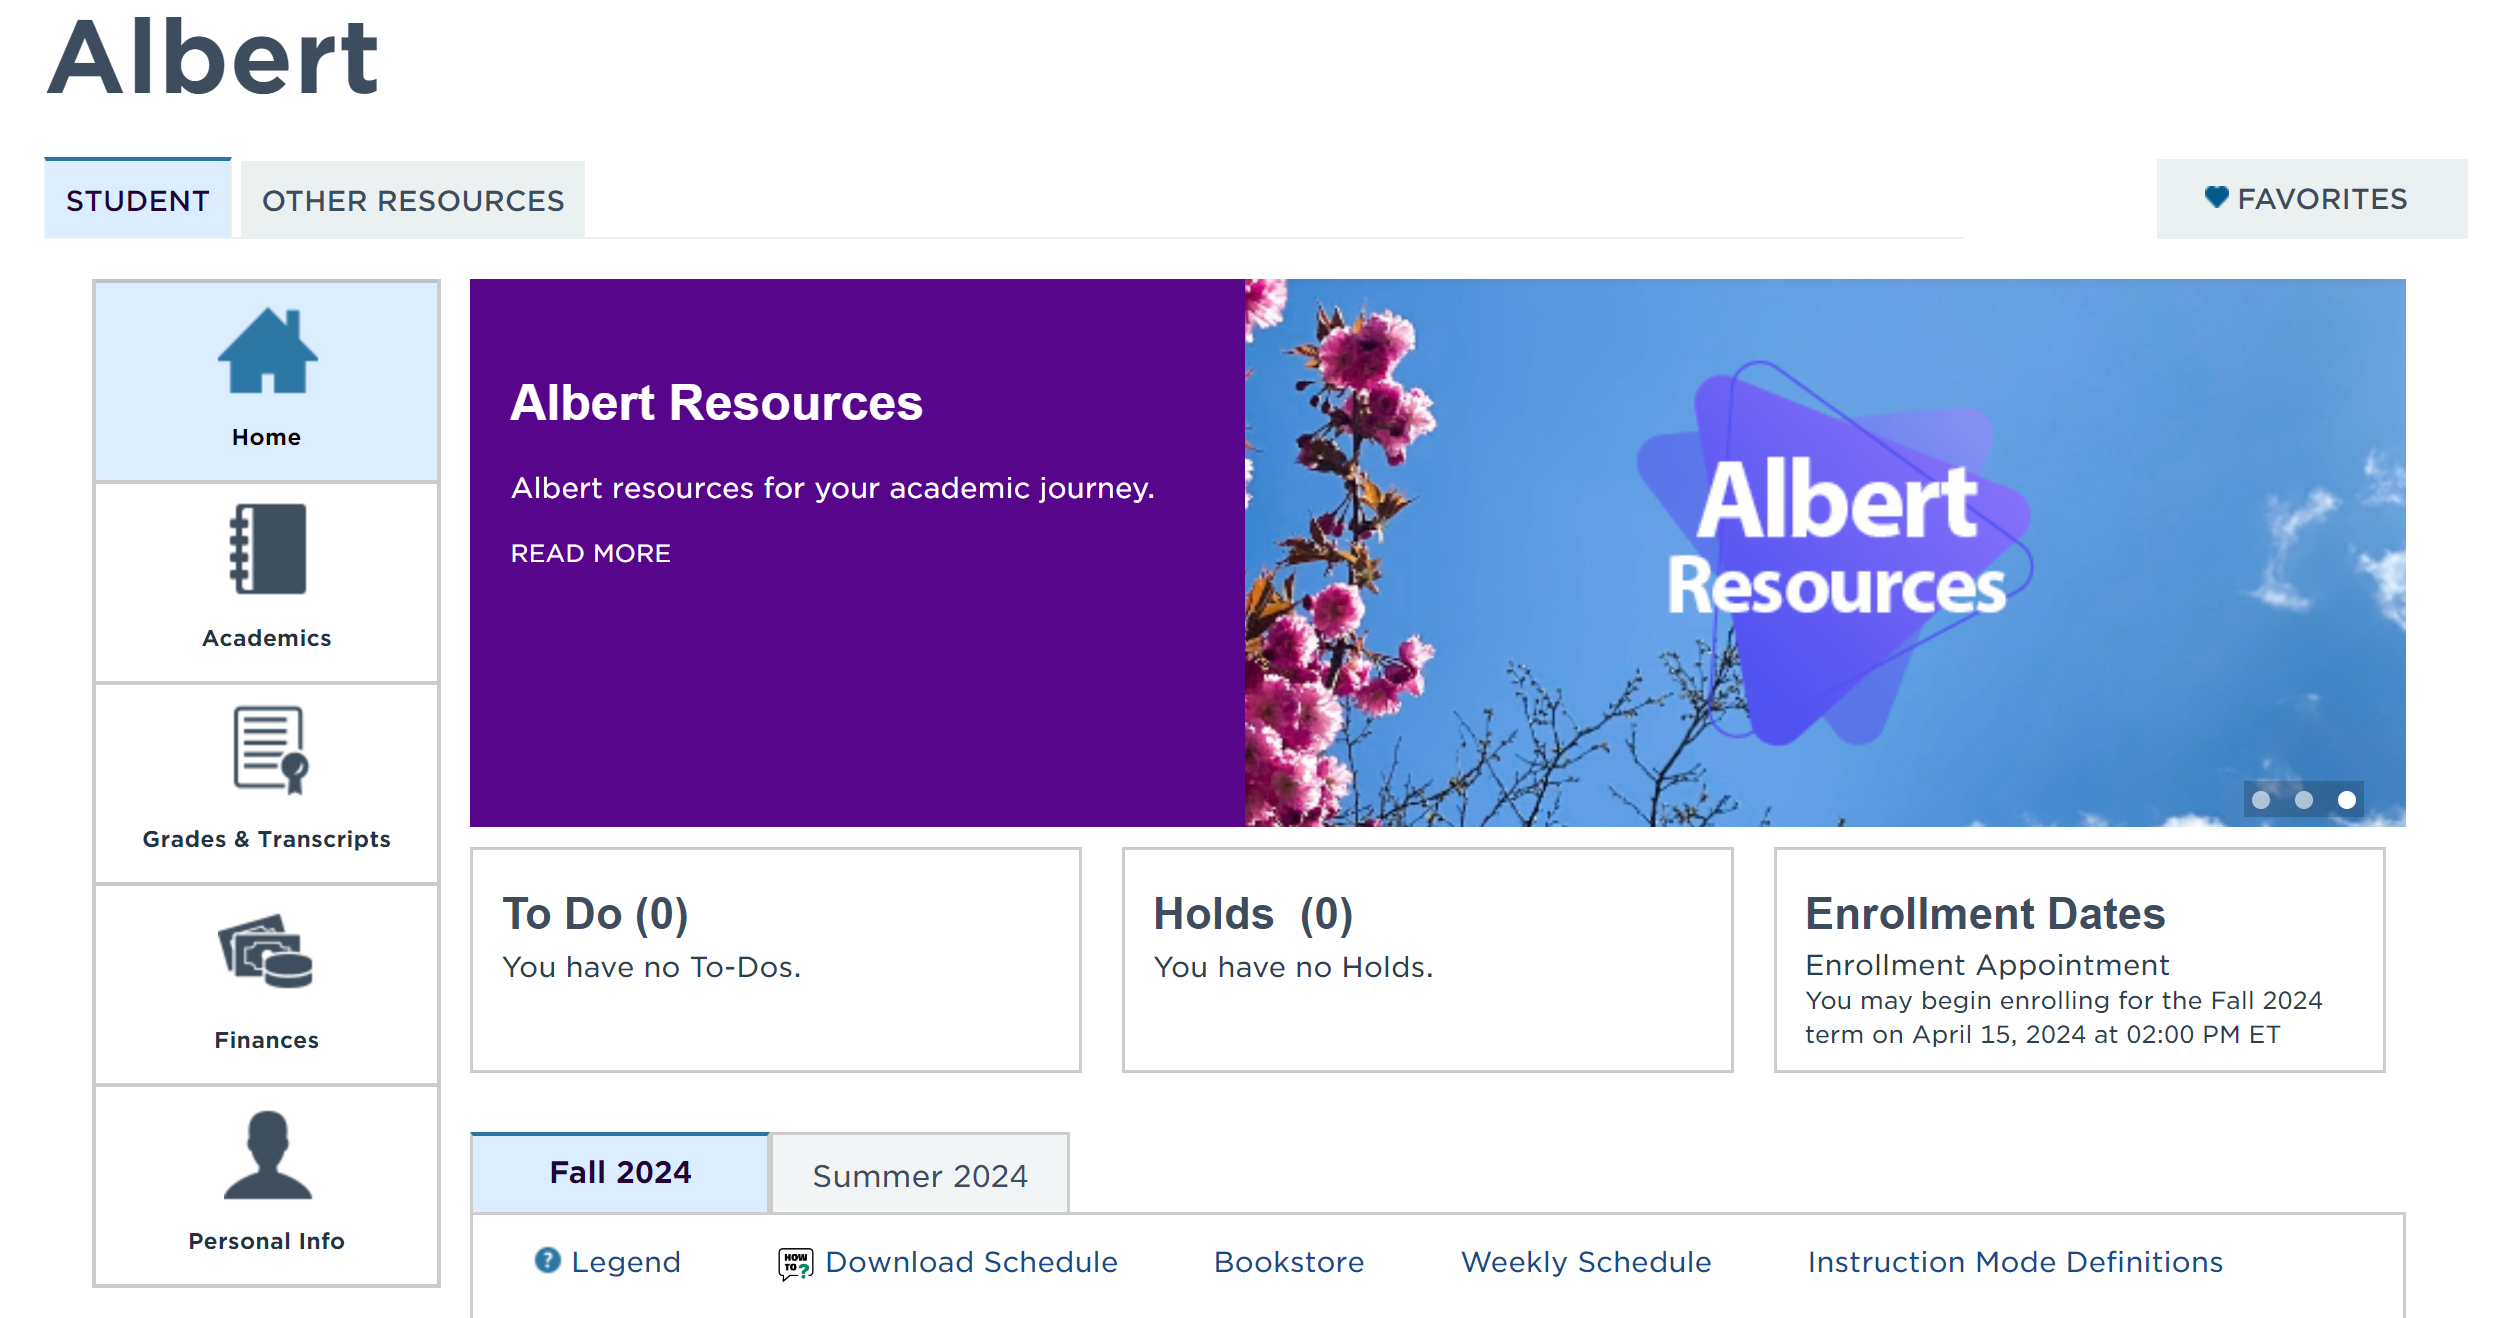 Albert
STUDENT
OTHER RESOURCES
FAVORITES
Home
Academics
Grades & Transcripts
Finances
Personal Info
Albert Resources
Albert resources for your academic journey.
READ MORE
Albert
Resources
To Do (0)
You have no To-Dos.
Holds (0)
You have no Holds.
Enrollment Dates
Enrollment Appointment
You may begin enrolling for the Fall 2024
term on April 15, 2024 at 02:00 PM ET
Fall 2024
Summer 2024
? Legend
HOW
TO?
Download Schedule
Bookstore
Weekly Schedule
Instruction Mode Definitions